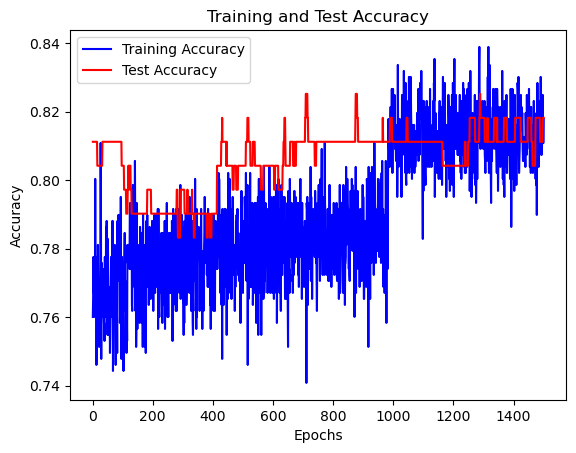 Training and Test Accuracy
Training Accuracy
Test Accuracy
Accuracy
0.84
0.82
0.80
0.78
0.76
0.74
0
200
400
600
800
1000
1200
1400
Epochs